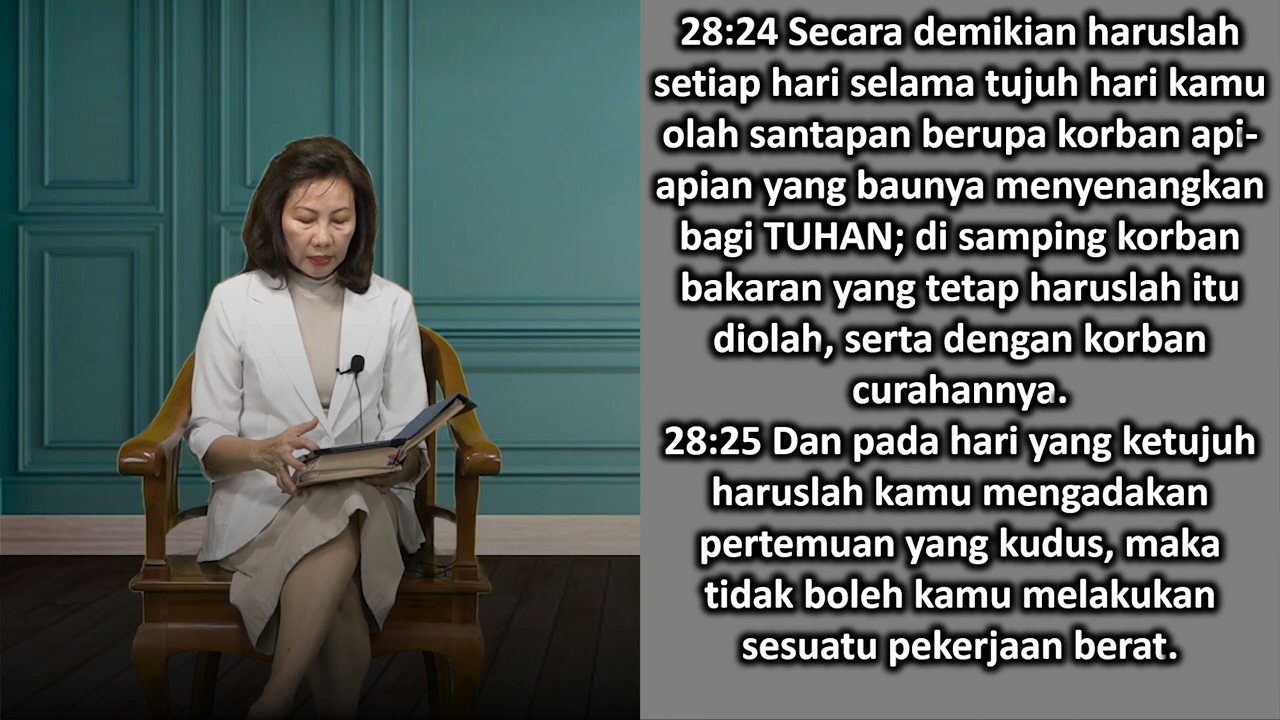 28:24 Secara demikian haruslah
setiap hari selama tujuh hari kamu
olah santapan berupa korban api-
apian yang baunya menyenangkan
bagi TUHAN; di samping korban
bakaran yang tetap haruslah itu
diolah, serta dengan korban
curahannya.
28:25 Dan pada hari yang ketujuh
haruslah kamu mengadakan
pertemuan yang kudus, maka
tidak boleh kamu melakukan
sesuatu pekerjaan berat.